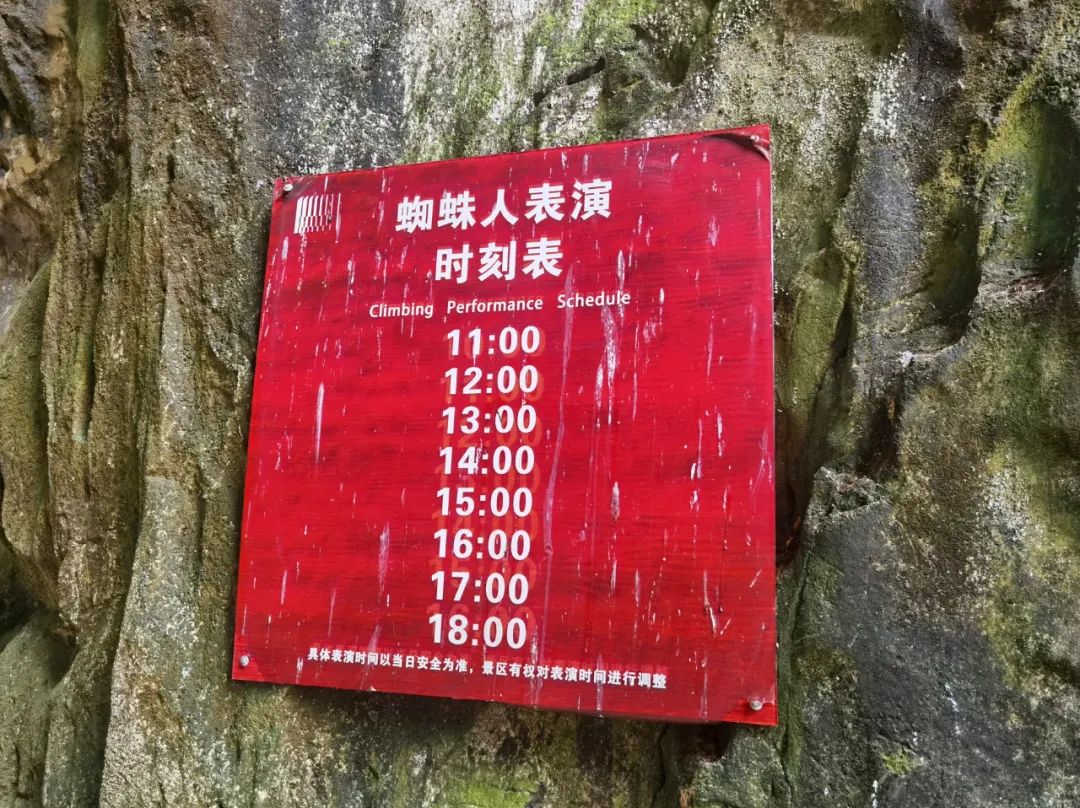 蜘蛛人表演
时刻表
Climbing Performance Schedule
11:00
12:00
13:00
14:00
15:00
16:00
17:00
18:00
具体表演时间以当日安全为准，景区有权对表演时间进行调整